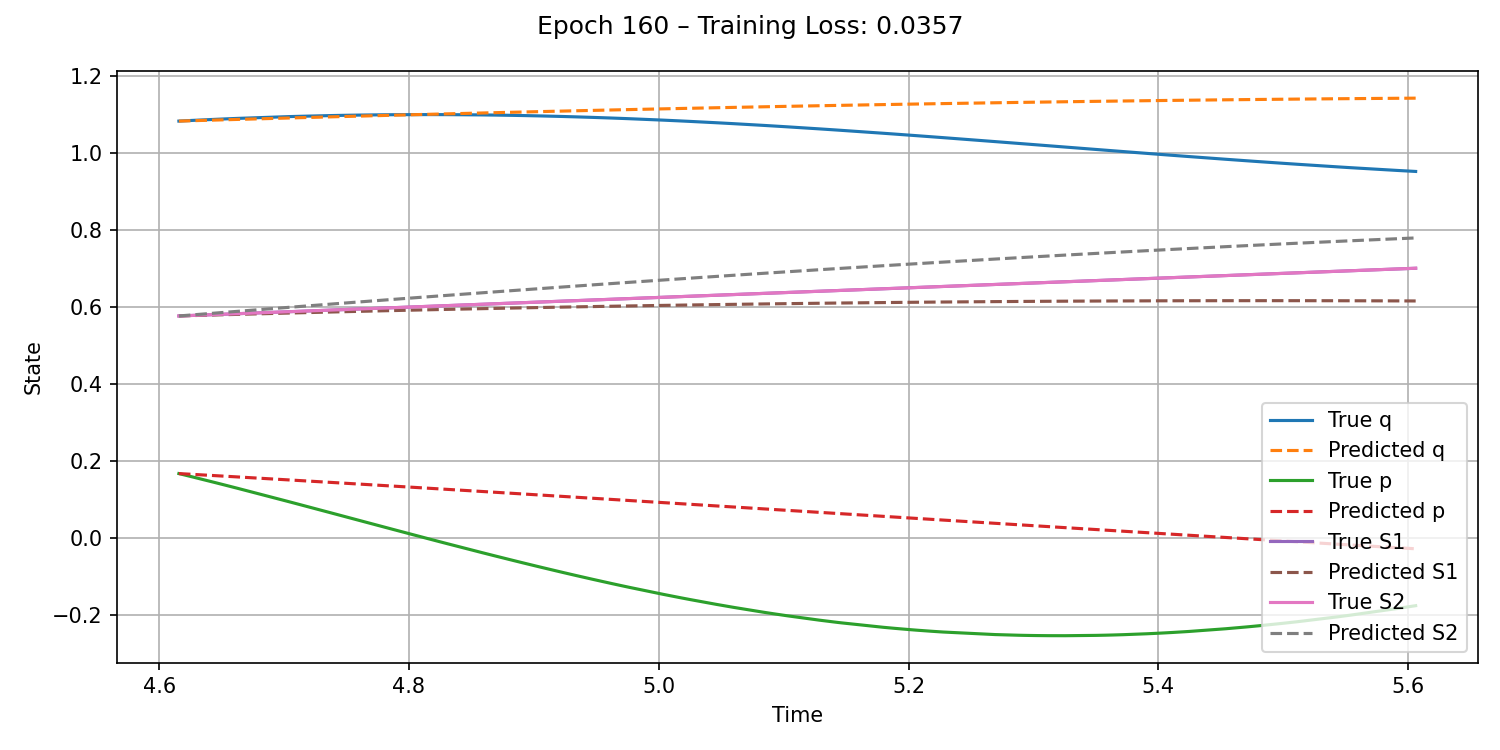 Epoch 160 – Training Loss: 0.0357
1.2
1.0
0.8
0.6
0.4
0.2
0.0
−0.2
State
4.6 4.8 5.0 5.2 5.4 5.6
Time
True q
Predicted q
True p
Predicted p
True S1
Predicted S1
True S2
Predicted S2